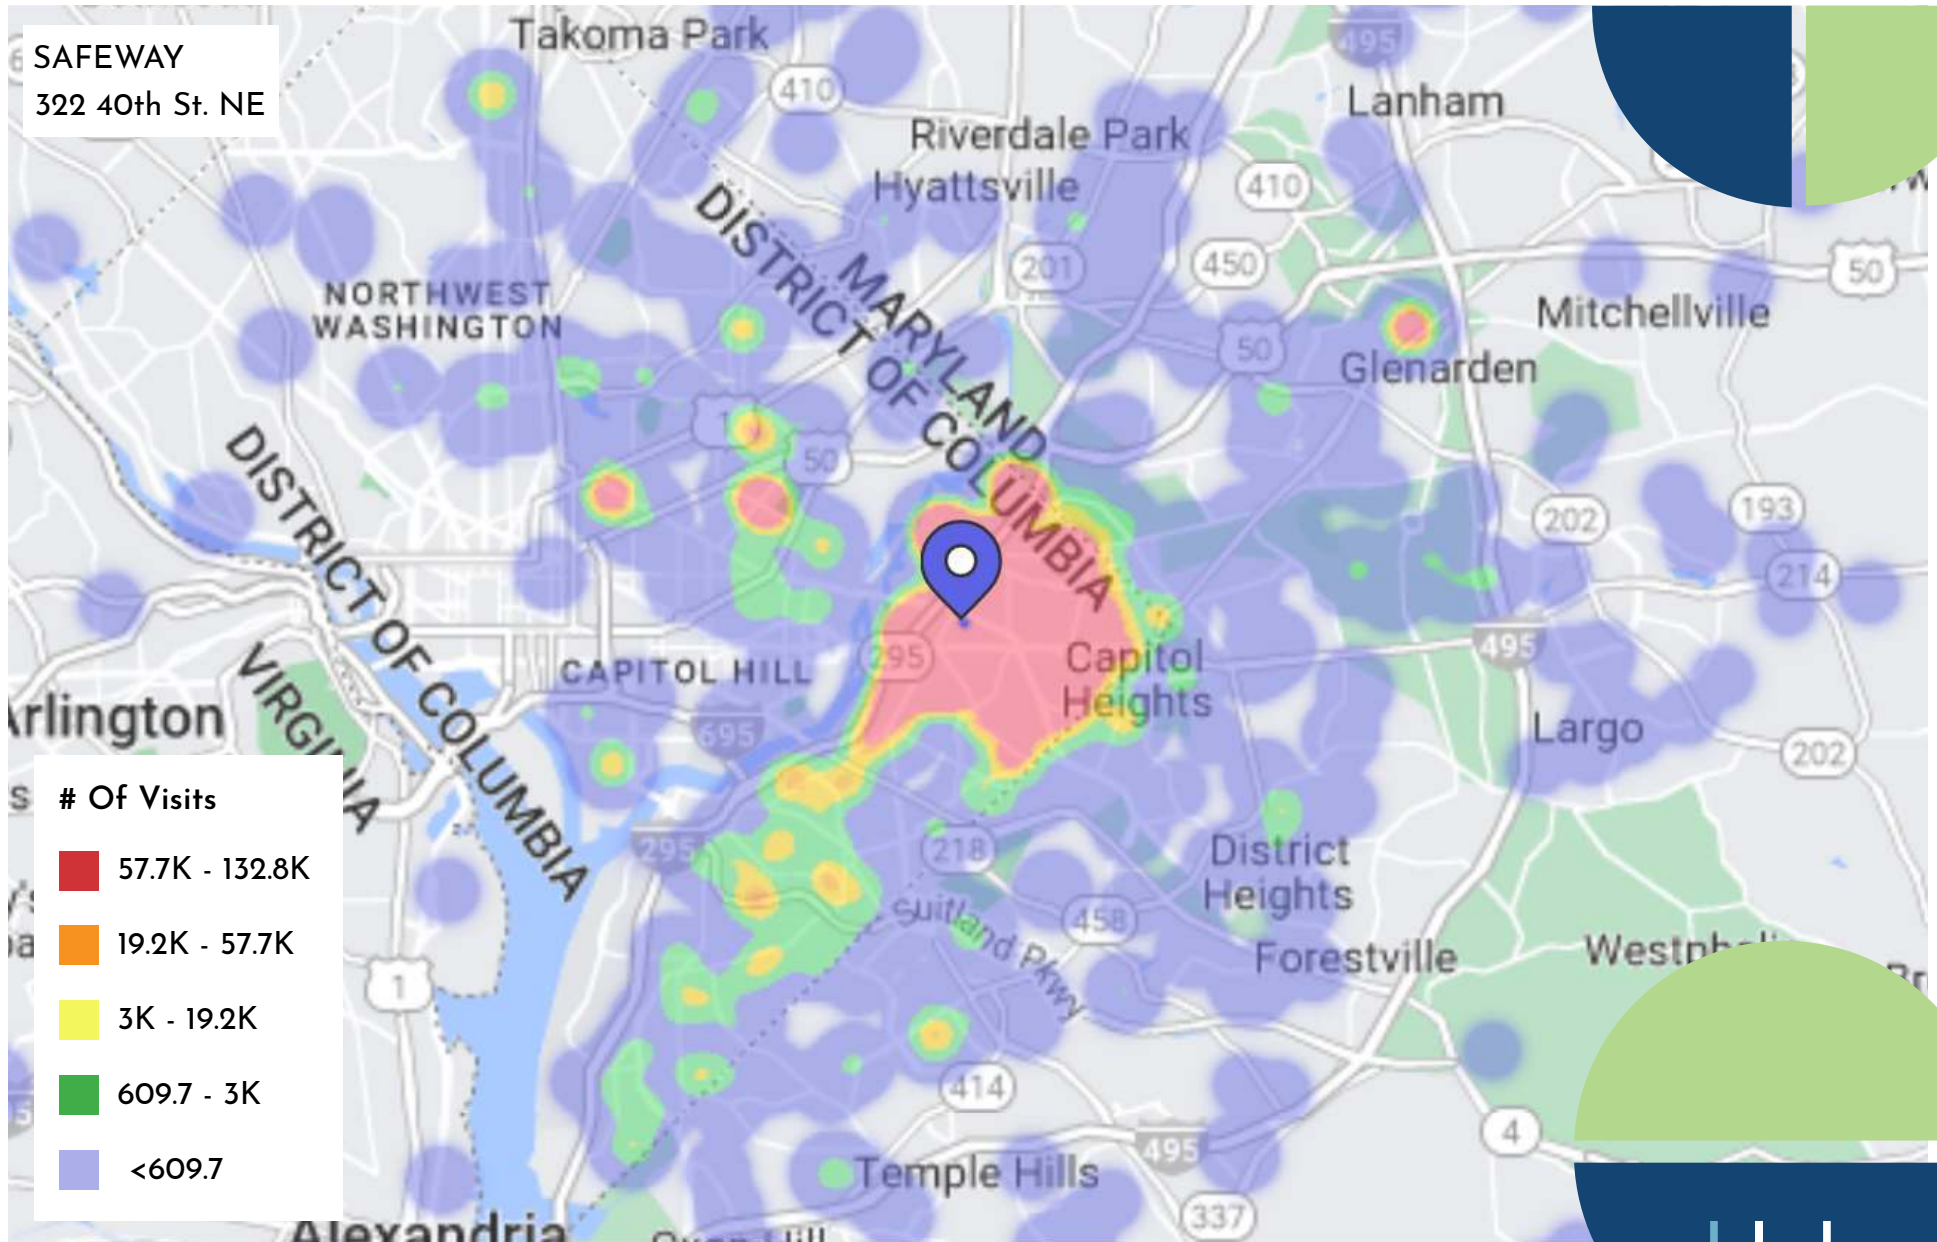 SAFEWAY
322 40th St. NE
Takoma Park
410
495
Lanham
Riverdale Park
Hyattsville
410
201
450
50
DISTRICT OF COLUMBIA
MARYLAND
NORTHWEST
WASHINGTON
Mitchellville
50
Glenarden
1
50
202
193
214
DISTRICT OF COLUMBIA
VIRGINIA
295
Capitol
Heights
495
CAPITOL HILL
Arlington
695
Largo
202
# Of Visits
57.7K - 132.8K
19.2K - 57.7K
3K - 19.2K
609.7 - 3K
<609.7
295
218
District
Heights
Suitland Pkwy
458
Forestville
1
414
4
495
Temple Hills
337
Alexandria